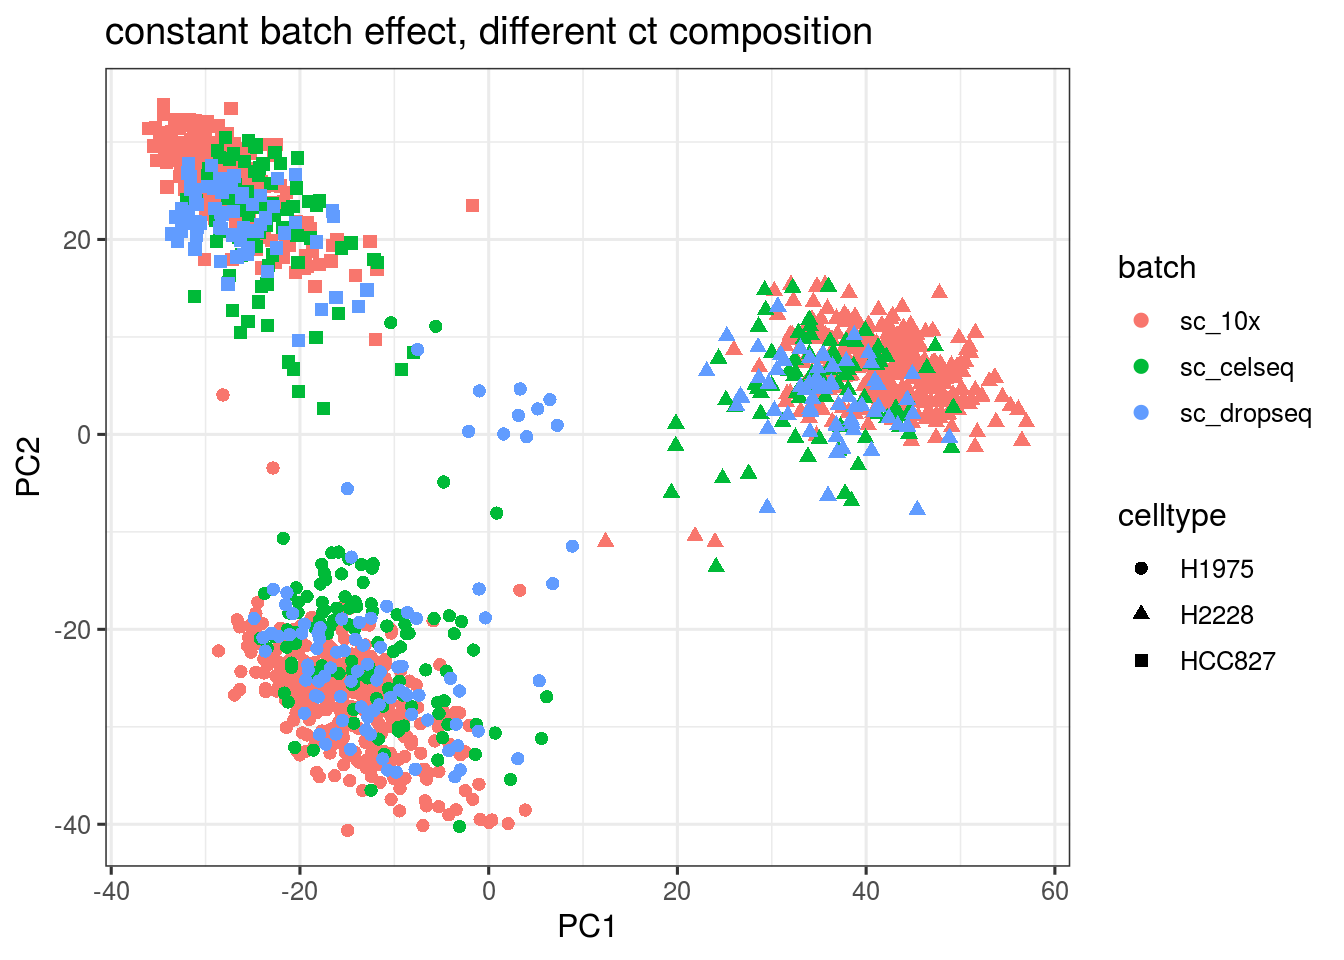 constant batch effect, different ct composition
PC2
20
0
-20
-40
-40
-20
0
20
40
60
PC1
batch
sc_10x
sc_celseq
sc_dropseq
celltype
H1975
H2228
HCC827